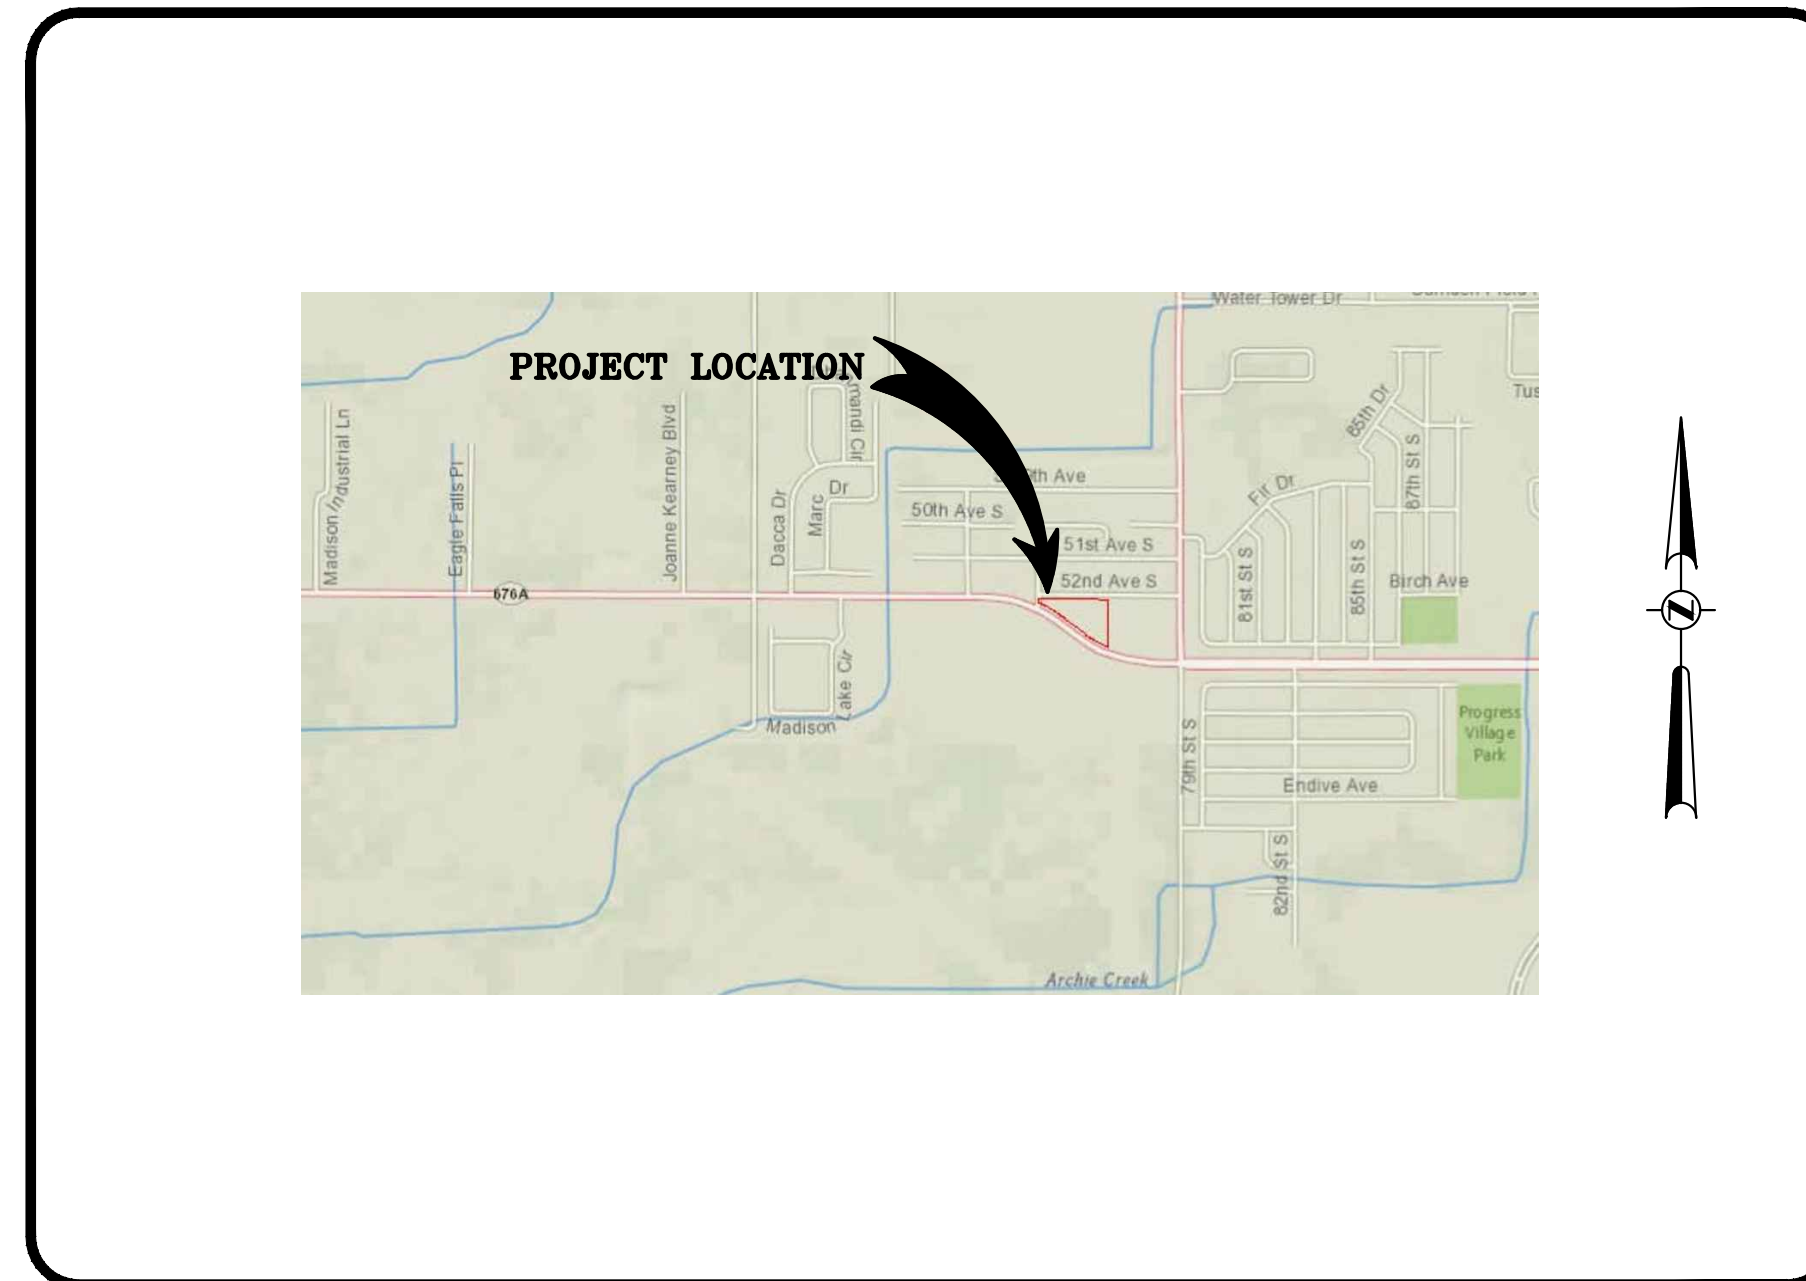 Water Tower Dr
Tus
PROJECT LOCATION
Madison Industrial Ln
Eagle Falls Pl
Joanne Kearney Blvd
Dacca Dr
Marc
Dr
th Ave
50th Ave S
51st Ave S
52nd Ave S
85th Dr
87th St S
Fir Dr
81st St S
85th St S
Birch Ave
676A
N
Lake Cir
Madison
79th St S
Progress
Village
Park
Endive Ave
82nd St S
Archie Creek